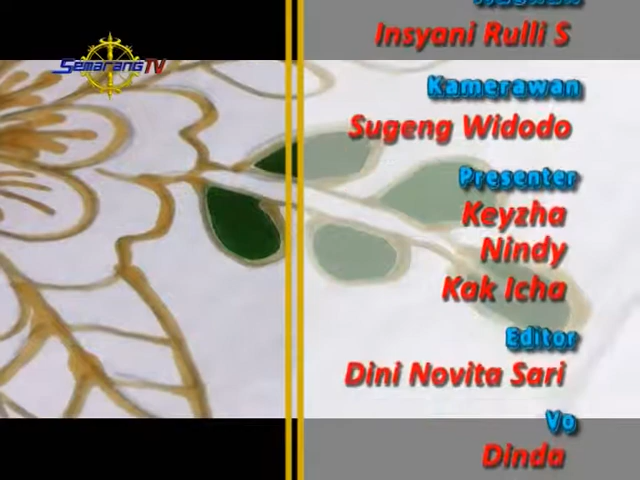 SemarangTV
Insyani Rulli S
Kamerawan
Sugeng Widodo
Presenter
Keyzha
Nindy
Kak Icha
Editor
Dini Novita Sari
Vo
Dinda